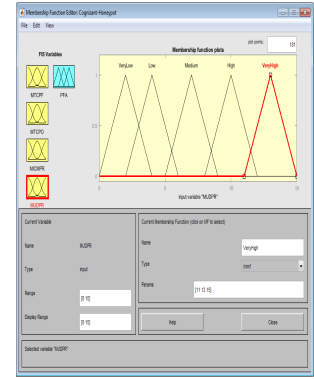 Membership Function Editor: Cognizant-Honeypot
File Edit View
FIS Variables
Membership function plots
plot points:
181
MTCPF
PFA
MTCPO
MICMPR
MUDPR
VeryLow
Low
Medium
High
VeryHigh
1
0.5
0
0
5
10
15
input variable "MUDPR"
Current Variable
Name
MUDPR
Type
input
Range
[0 15]
Display Range
[0 15]
Current Membership Function (click on MF to select)
Name
VeryHigh
Type
trimf
Params
[11 13 15]
Help
Close
Selected variable "MUDPR"